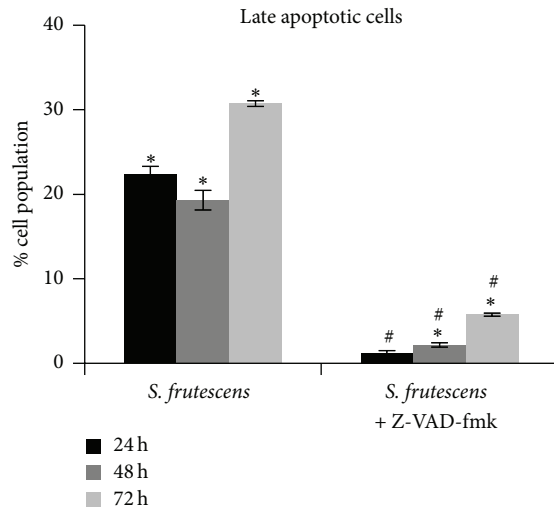 Late apoptotic cells
40
30
20
10
0
% cell population
*
*
*
#
#
*
#
*
S. frutescens
S. frutescens
+ Z-VAD-fmk
24 h
48 h
72 h